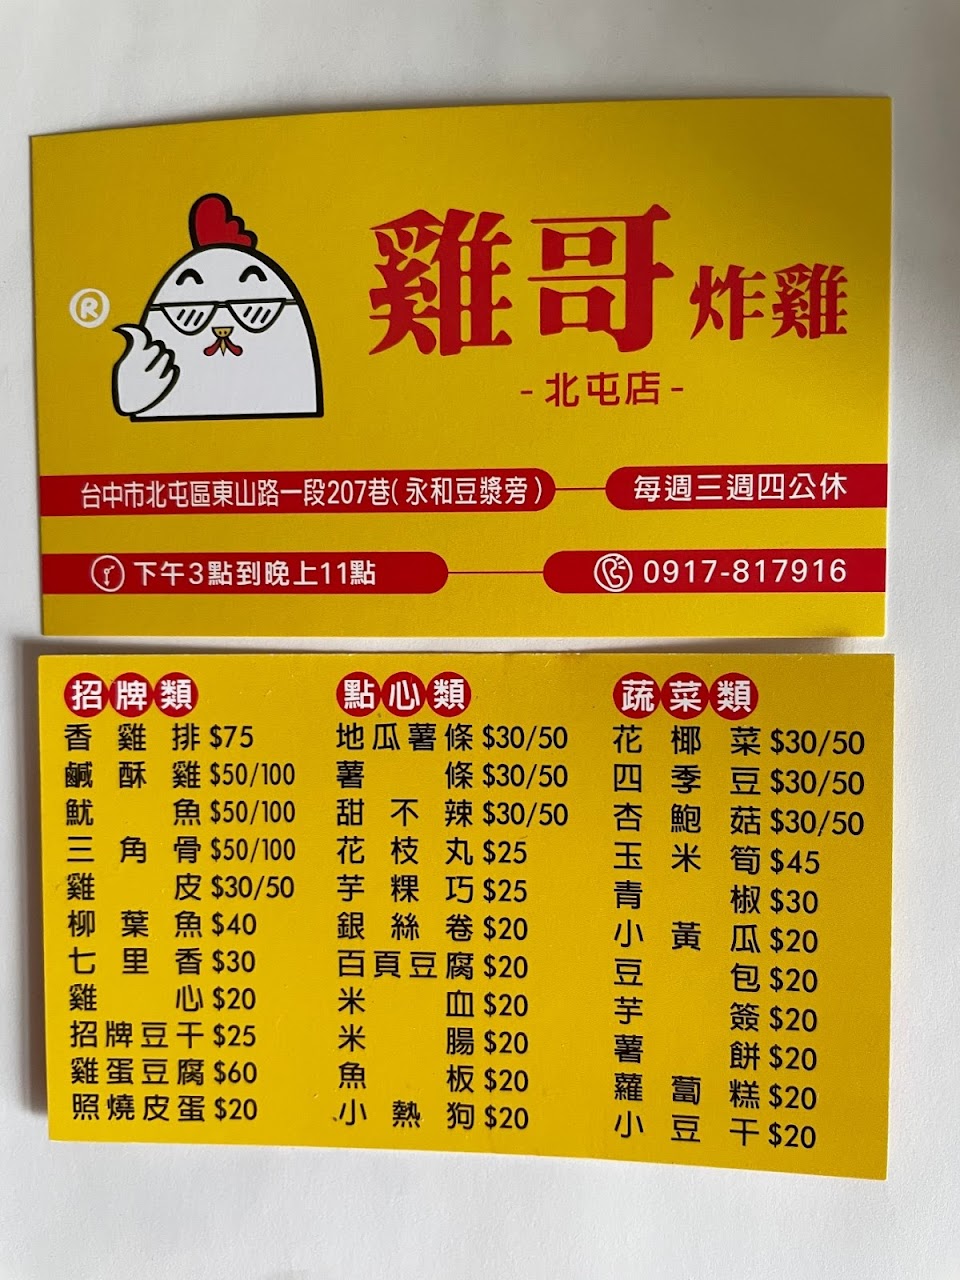 ®
雞哥 炸雞
-北屯店-
台中市北屯區東山路一段207巷(永和豆漿旁)
每週三週四公休
下午3點到晚上11點
0917-817916
招牌類
香雞排 $75
鹹酥雞 $50/100
魷魚 $50/100
三角骨 $50/100
雞皮 $30/50
柳葉魚 $40
七里香 $30
雞心 $20
招牌豆干 $25
雞蛋豆腐 $60
照燒皮蛋 $20
點心類
地瓜薯條 $30/50
薯條 $30/50
甜不辣 $30/50
花枝丸 $25
芋粿巧 $25
銀絲卷 $20
百頁豆腐 $20
米血 $20
米腸 $20
魚板 $20
小熱狗 $20
蔬菜類
花椰菜 $30/50
四季豆 $30/50
杏鮑菇 $30/50
玉米筍 $45
青椒 $30
小黃瓜 $20
豆包 $20
芋簽 $20
薯餅 $20
蘿蔔糕 $20
小豆干 $20